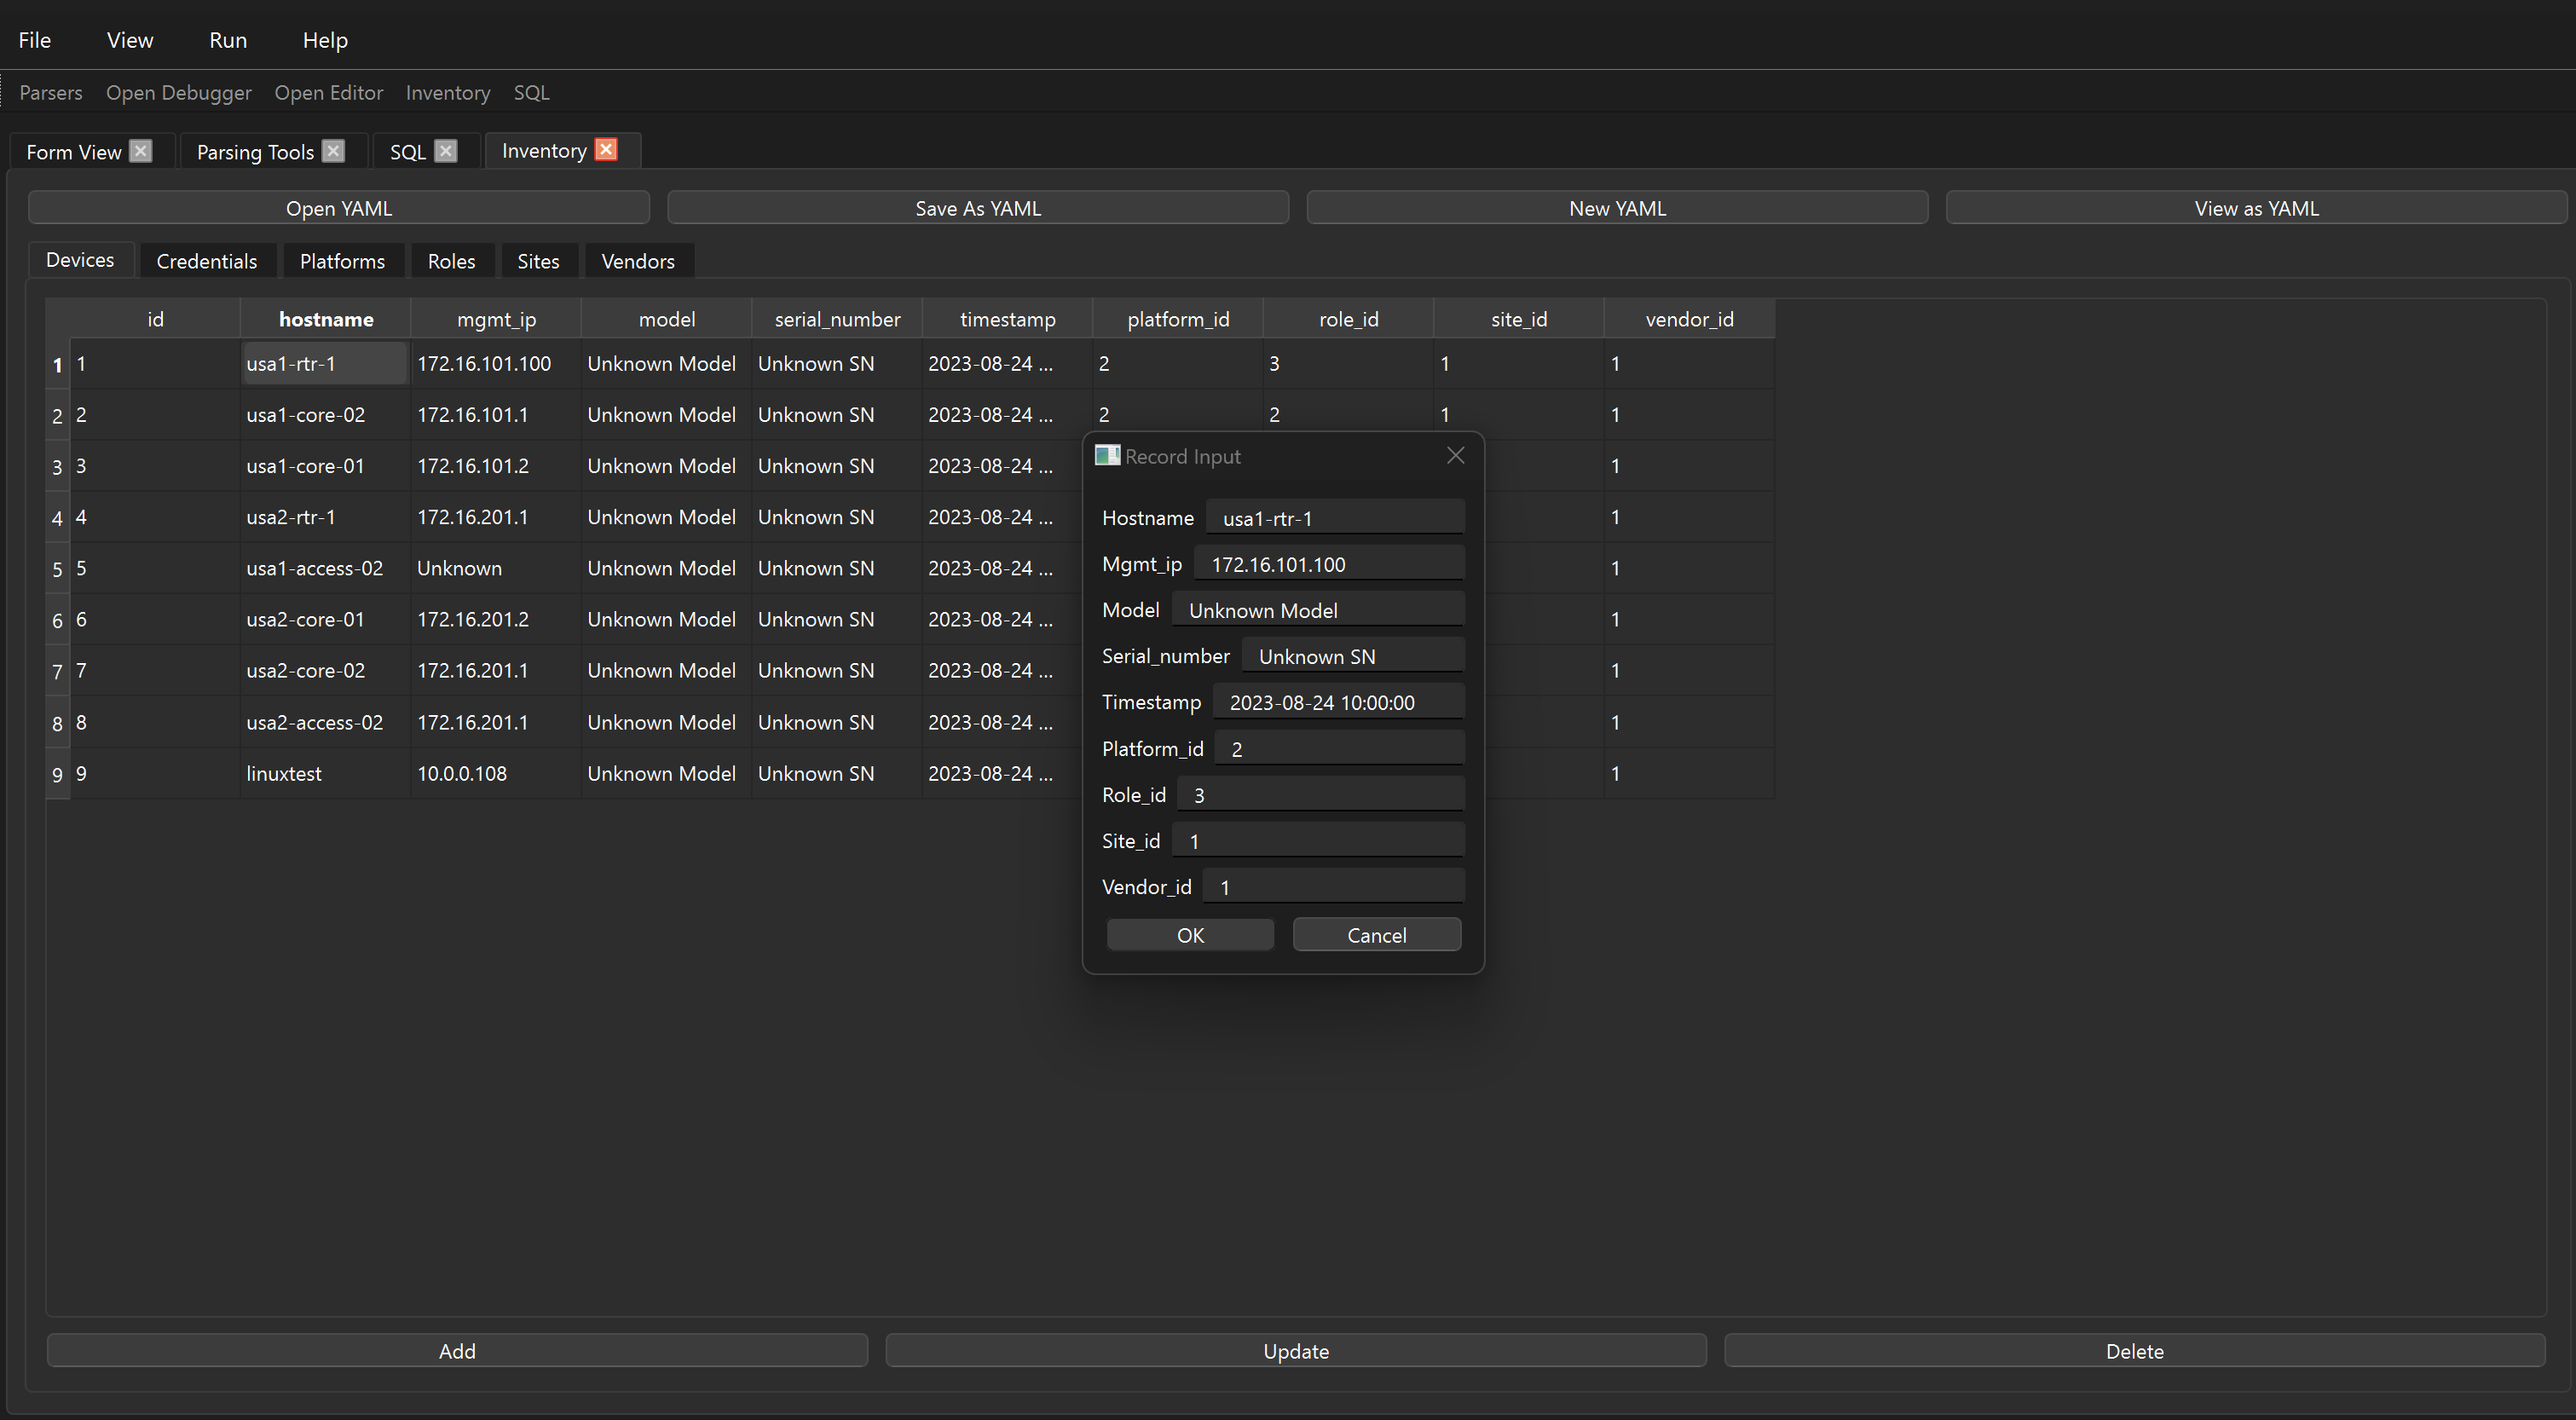 File View Run Help
Parsers Open Debugger Open Editor Inventory SQL
Form View Parsing Tools SQL Inventory
Open YAML Save As YAML New YAML View as YAML
Devices Credentials Platforms Roles Sites Vendors
id hostname mgmt_ip model serial_number timestamp platform_id role_id site_id vendor_id
1 1 usa1-rtr-1 172.16.101.100 Unknown Model Unknown SN 2023-08-24 ... 2 3 1 1
2 2 usa1-core-02 172.16.101.1 Unknown Model Unknown SN 2023-08-24 ... 2 2 1 1
3 3 usa1-core-01 172.16.101.2 Unknown Model Unknown SN 2023-08-24 ... 1
4 4 usa2-rtr-1 172.16.201.1 Unknown Model Unknown SN 2023-08-24 ... 1
5 5 usa1-access-02 Unknown Unknown Model Unknown SN 2023-08-24 ... 1
6 6 usa2-core-01 172.16.201.2 Unknown Model Unknown SN 2023-08-24 ... 1
7 7 usa2-core-02 172.16.201.1 Unknown Model Unknown SN 2023-08-24 ... 1
8 8 usa2-access-02 172.16.201.1 Unknown Model Unknown SN 2023-08-24 ... 1
9 9 linuxtest 10.0.0.108 Unknown Model Unknown SN 2023-08-24 ... 1
Record Input
Hostname usa1-rtr-1
Mgmt_ip 172.16.101.100
Model Unknown Model
Serial_number Unknown SN
Timestamp 2023-08-24 10:00:00
Platform_id 2
Role_id 3
Site_id 1
Vendor_id 1
OK Cancel
Add Update Delete